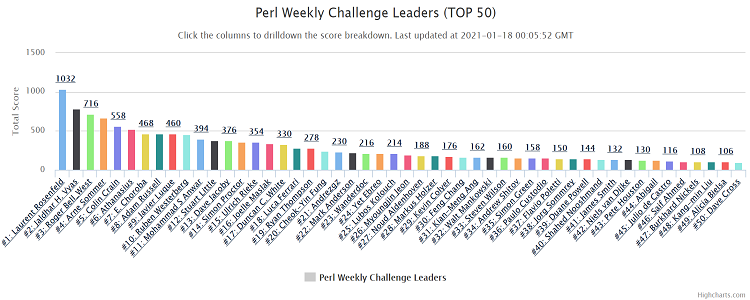 Perl Weekly Challenge Leaders (TOP 50)
Click the columns to drilldown the score breakdown. Last updated at 2021-01-18 00:05:52 GMT
Total Score
1500
1000
500
0
1032
716
558
468
460
394
376
354
330
278
230
216
214
188
176
162
160
158
150
144
132
130
116
108
106
#1: Laurent Rosenfeld
#2: Jaldhar H. Vyas
#3: Roger Bell_West
#4: Arne Sommer
#5: Colin Crain
#6: Athanasius
#7: E. Choroba
#8: Adam Russell
#9: Javier Luque
#10: Ruben Westerberg
#11: Mohammad S Anwar
#12: Stuart Little
#13: Dave Jacoby
#14: Simon Proctor
#15: Ulrich Rieke
#16: Joelle Maslak
#17: Duncan C. White
#18: Luca Ferrari
#19: Ryan Thompson
#20: Cheok-Yin Fung
#21: Andrezgz
#22: Mark Anderson
#23: Wanderdoc
#24: Yet Ebreo
#25: Lubos Kolouch
#26: Myoungjin Jeon
#27: Noud Aldenhoven
#28: Markus Holzer
#29: Kevin Colyer
#30: Feng Chang
#31:
#32: Walt Mankowski
#33: Steven Wilson
#34: Andrew Shitov
#35: Simon Green
#36: Paulo Custodio
#37: Flavio Poletti
#38: Jorg Sommrey
#39: Duane Powell
#40: Shahed Nooshmand
#41: James Smith
#42: Niels van Dijke
#43: Pete Houston
#44: Abigail
#45: Julio de Castro
#46: Saif Ahmed
#47: Burkhard Nickels
#48: Kang-min Liu
#49: Alicia Bielsa
#50: Dave Cross
Perl Weekly Challenge Leaders
Highcharts.com